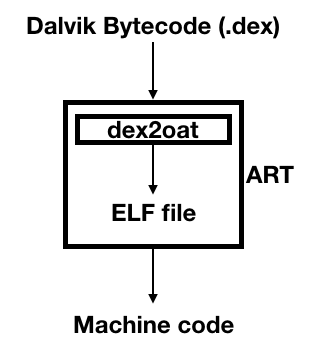 Dalvik Bytecode (.dex)
dex2oat
ART
ELF file
Machine code